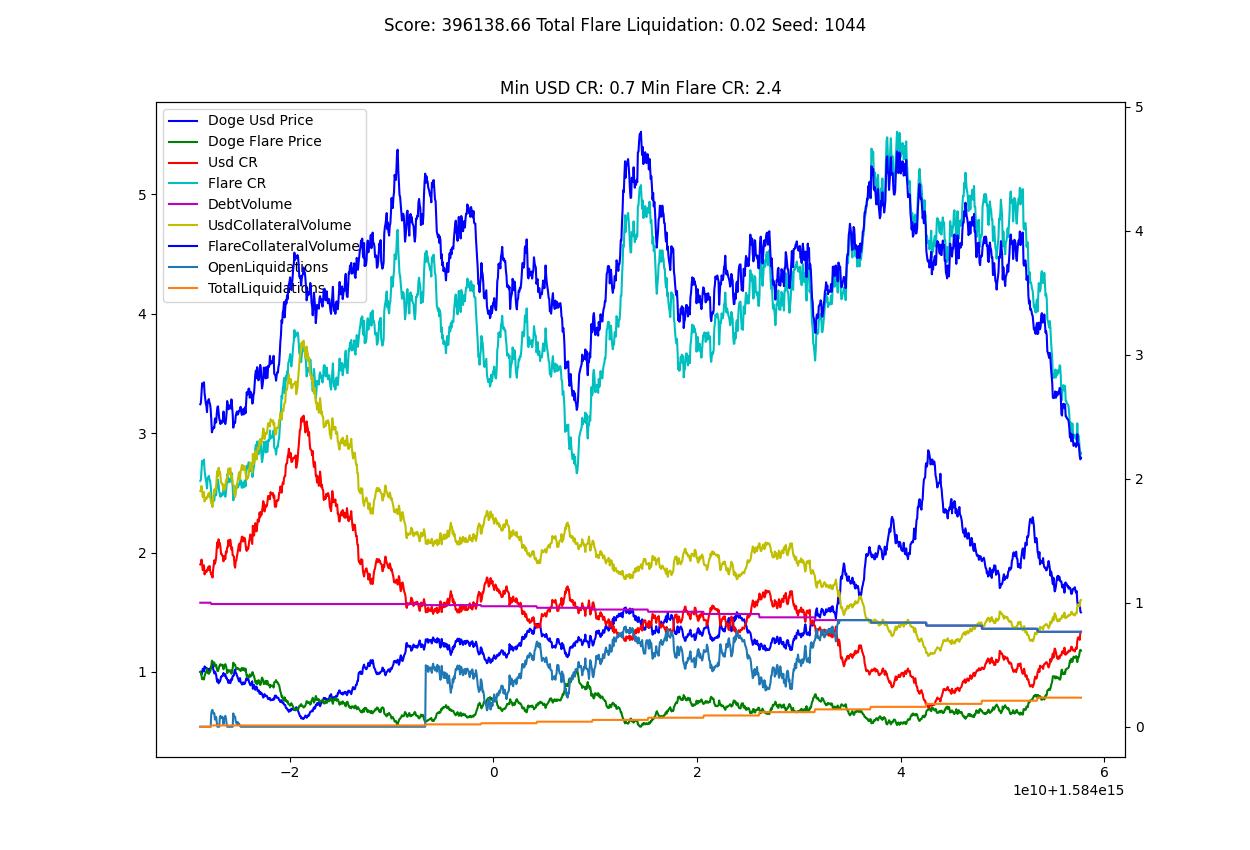 Score: 396138.66 Total Flare Liquidation: 0.02 Seed: 1044
Min USD CR: 0.7 Min Flare CR: 2.4
Doge Usd Price
Doge Flare Price
Usd CR
Flare CR
DebtVolume
UsdCollateralVolume
FlareCollateralVolume
OpenLiquidations
TotalLiquidations
5
4
3
2
1
5
4
3
2
1
0
−2
0
2
4
6
1e10+1.584e15